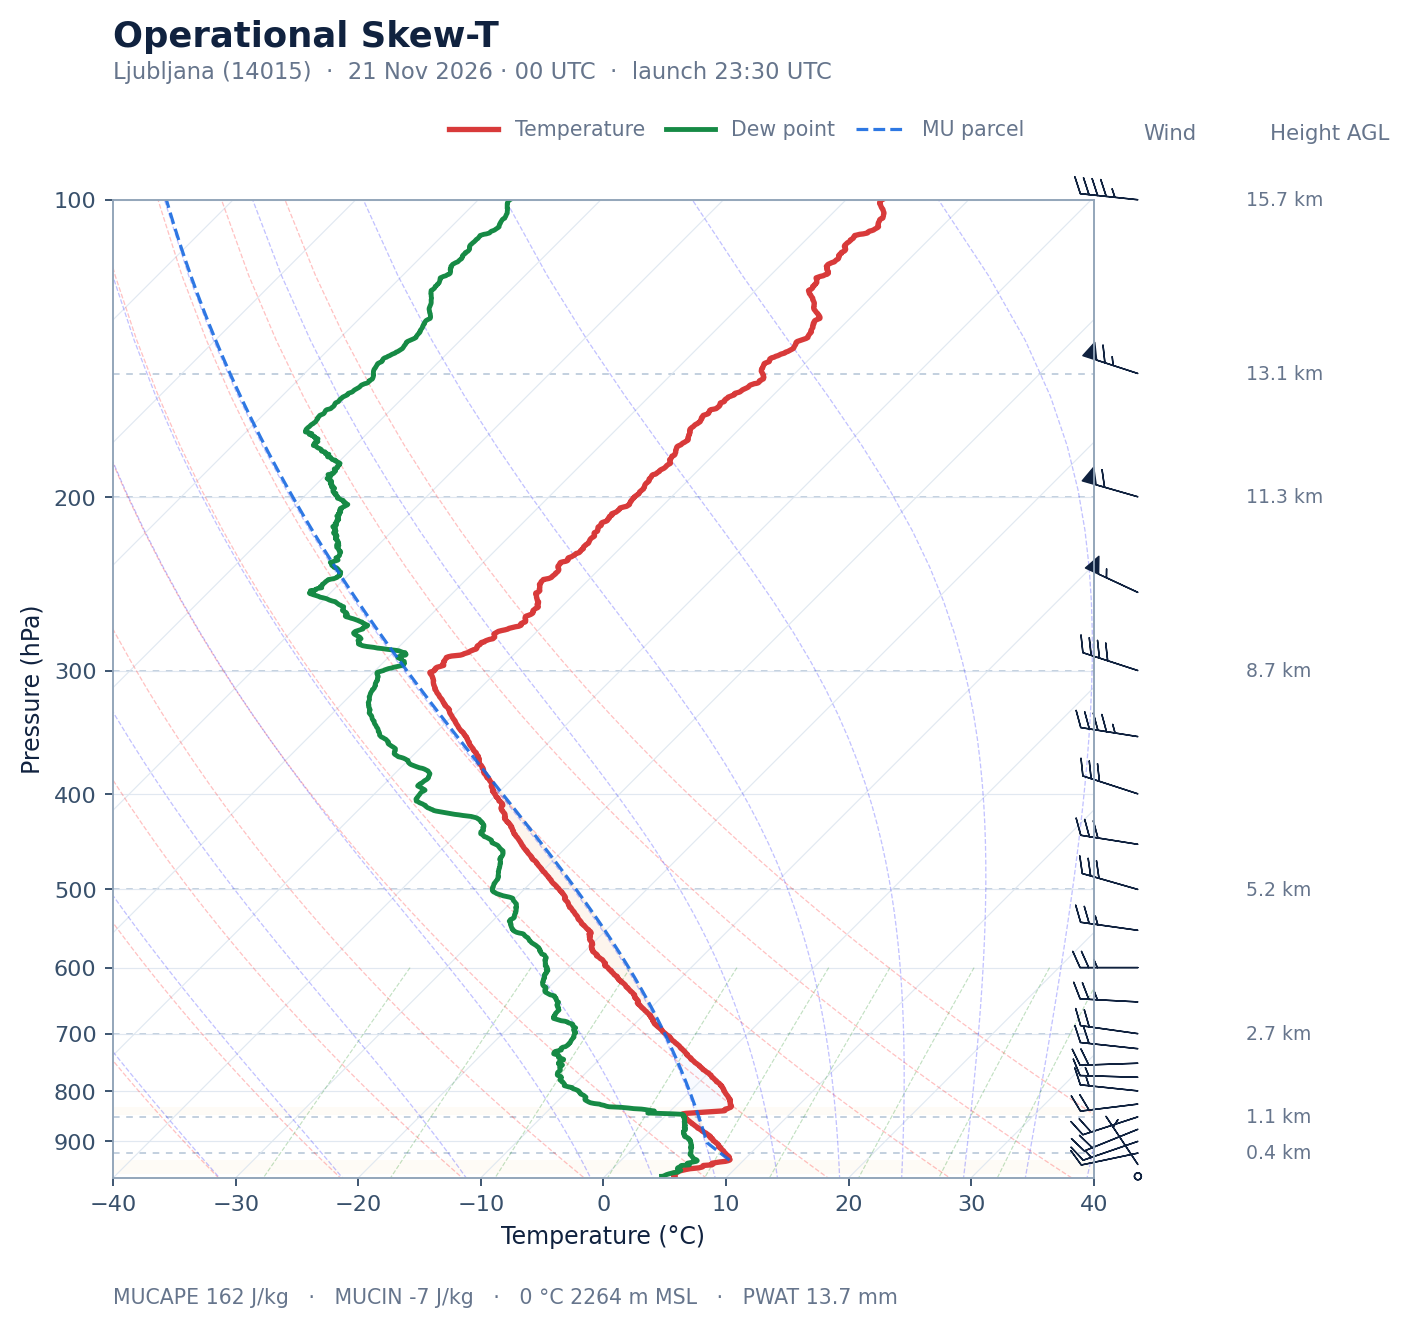 Operational Skew-T
Ljubljana (14015) · 21 Nov 2026 · 00 UTC · launch 23:30 UTC
Temperature Dew point MU parcel
Wind Height AGL
100 15.7 km
13.1 km
200 11.3 km
300 8.7 km
400
500 5.2 km
600
700 2.7 km
800
1.1 km
900
0.4 km
Pressure (hPa)
−40 −30 −20 −10 0 10 20 30 40
Temperature (°C)
MUCAPE 162 J/kg · MUCIN -7 J/kg · 0 °C 2264 m MSL · PWAT 13.7 mm